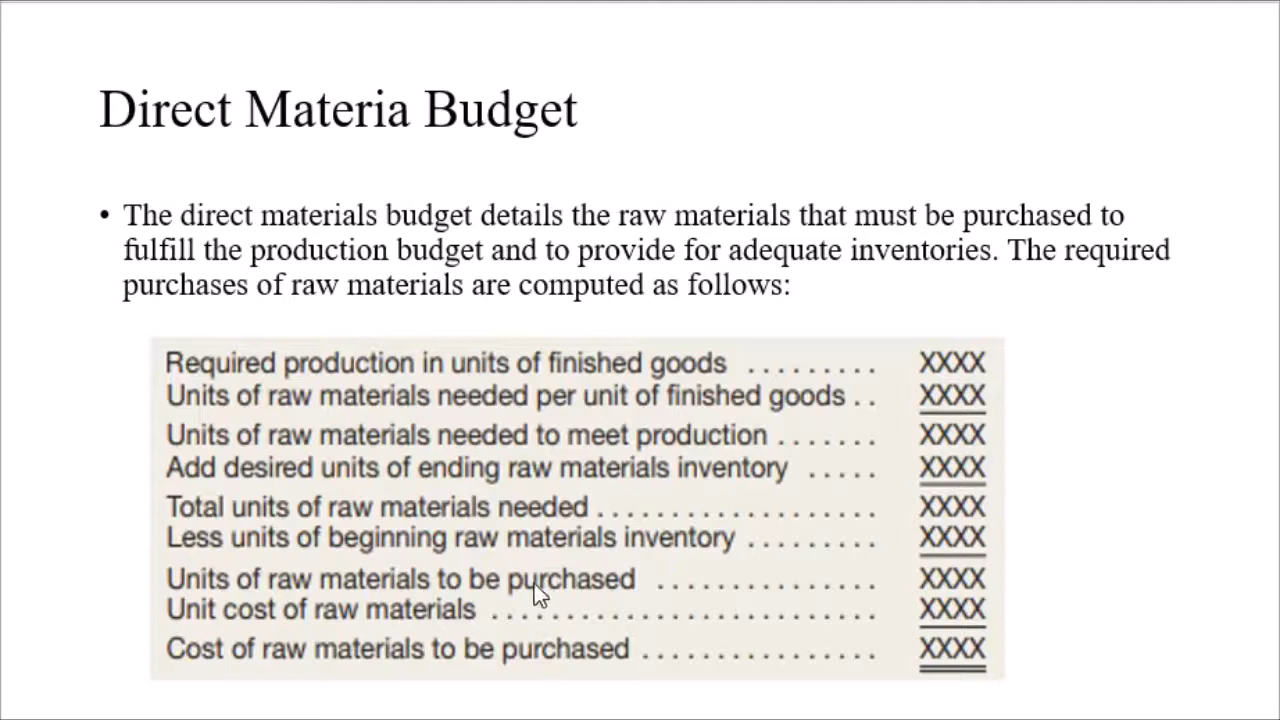 Direct Materia Budget
• The direct materials budget details the raw materials that must be purchased to
fulfill the production budget and to provide for adequate inventories. The required
purchases of raw materials are computed as follows:
Required production in units of finished goods ......... XXXX
Units of raw materials needed per unit of finished goods .. XXXX
Units of raw materials needed to meet production ....... XXXX
Add desired units of ending raw materials inventory ..... XXXX
Total units of raw materials needed ................... XXXX
Less units of beginning raw materials inventory ......... XXXX
Units of raw materials to be purchased ............... XXXX
Unit cost of raw materials .......................... XXXX
Cost of raw materials to be purchased ................ XXXX